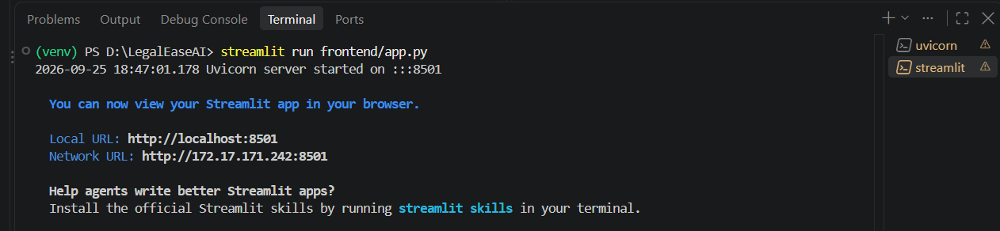 Problems Output Debug Console Terminal Ports
(venv) PS D:\LegalEaseAI> streamlit run frontend/app.py
2026-09-25 18:47:01.178 Uvicorn server started on :::8501
You can now view your Streamlit app in your browser.
Local URL: http://localhost:8501
Network URL: http://172.17.171.242:8501
Help agents write better Streamlit apps?
Install the official Streamlit skills by running streamlit skills in your terminal.
uvicorn
streamlit